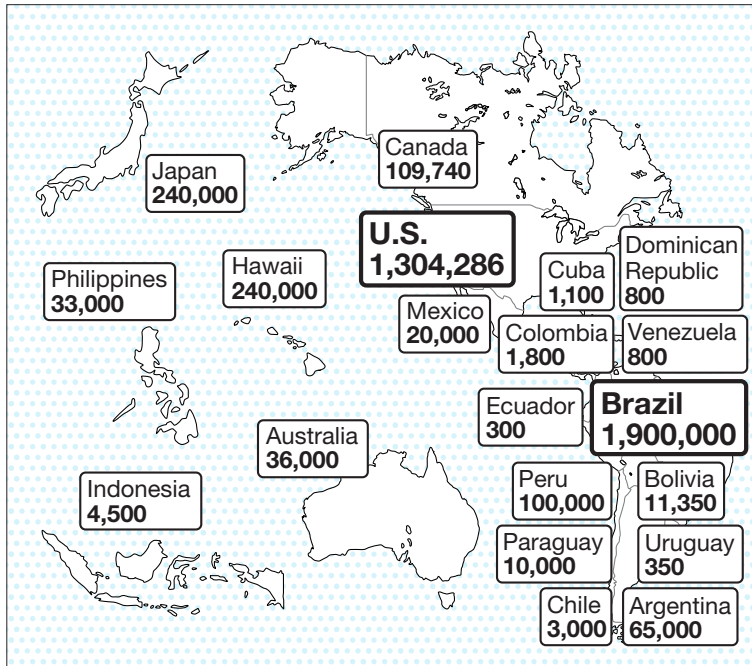 Japan
240,000
Canada
109,740
U.S.
1,304,286
Philippines
33,000
Hawaii
240,000
Mexico
20,000
Cuba
1,100
Dominican
Republic
800
Colombia
1,800
Venezuela
800
Ecuador
300
Brazil
1,900,000
Australia
36,000
Indonesia
4,500
Peru
100,000
Bolivia
11,350
Paraguay
10,000
Uruguay
350
Chile
3,000
Argentina
65,000